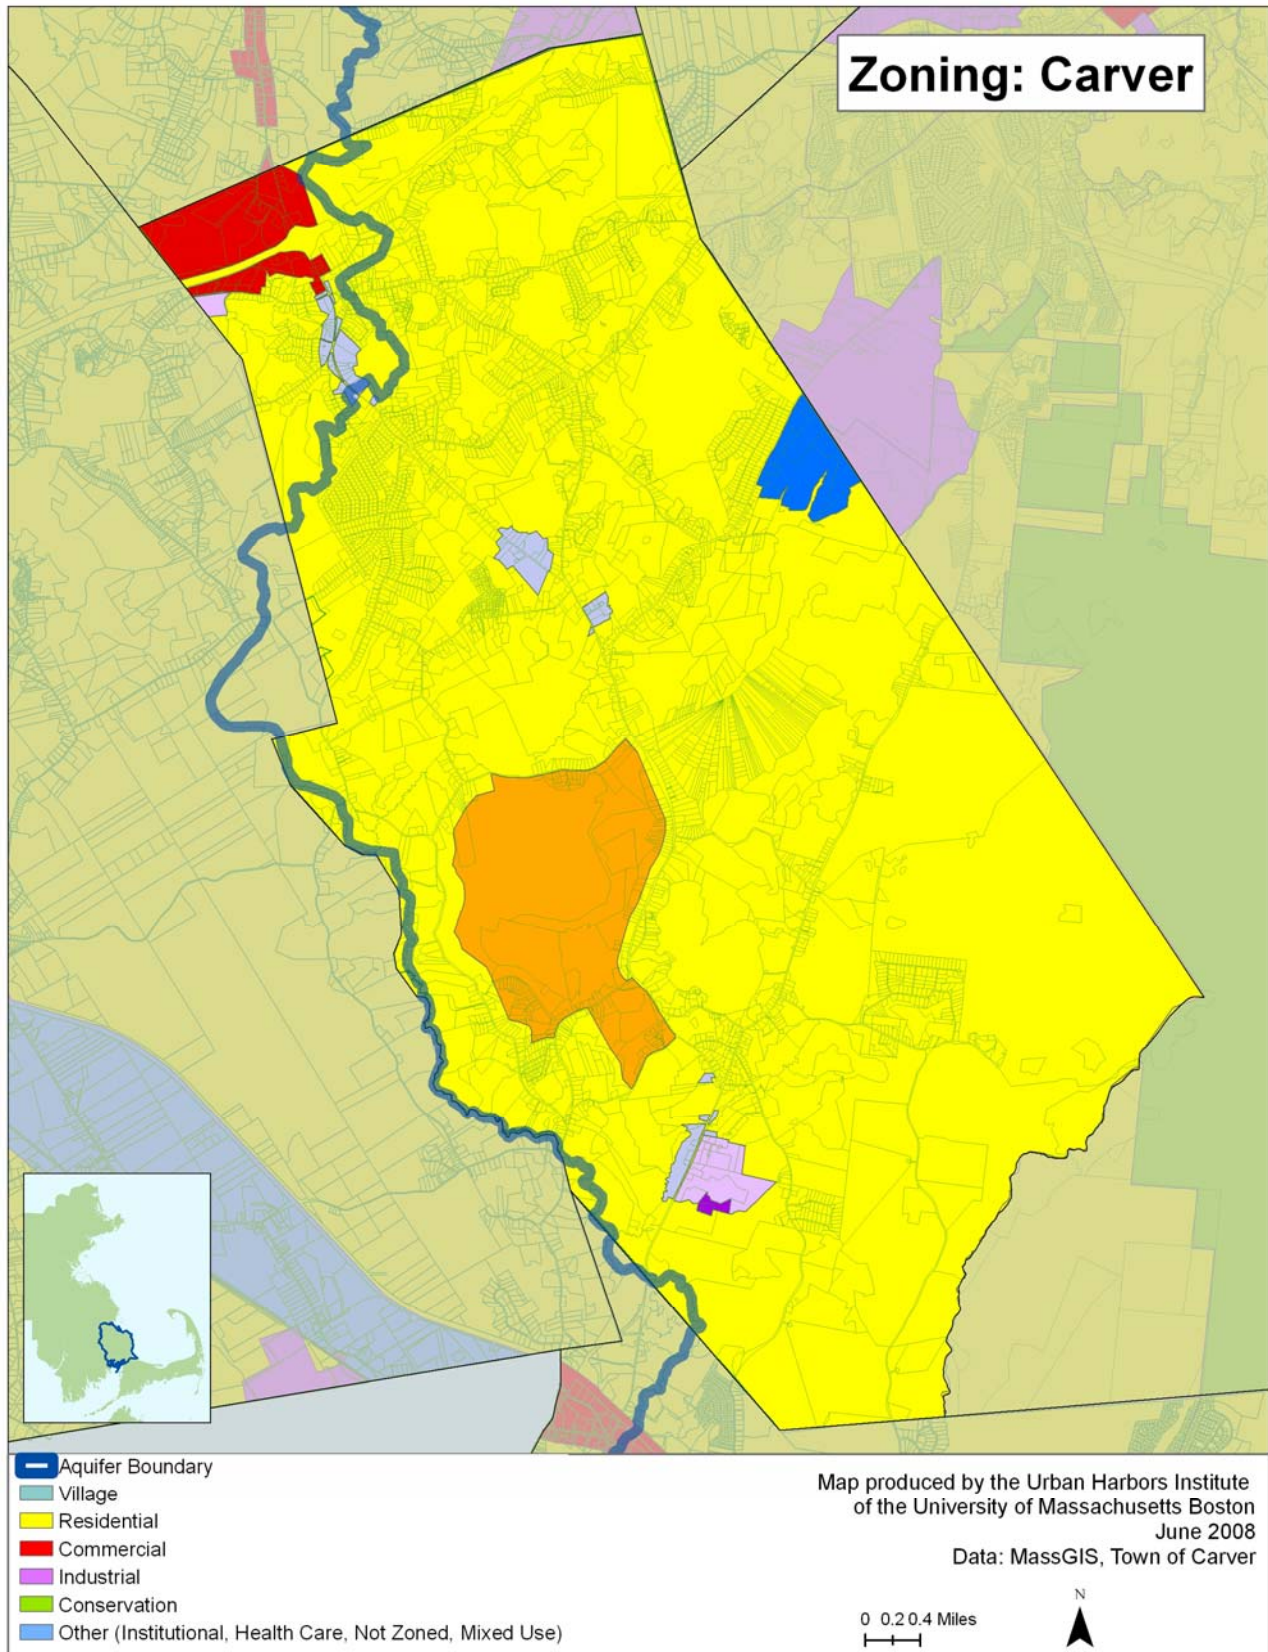 Zoning: Carver
Aquifer Boundary
Village
Residential
Commercial
Industrial
Conservation
Other (Institutional, Health Care, Not Zoned, Mixed Use)
Map produced by the Urban Harbors Institute
of the University of Massachusetts Boston
June 2008
Data: MassGIS, Town of Carver
N
0 0.2 0.4 Miles